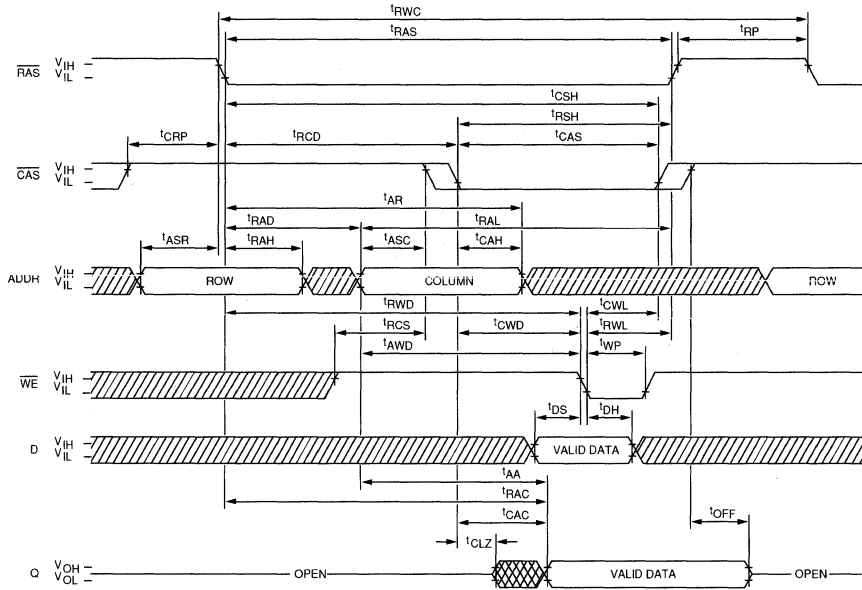 tRWC
tRAS
tRP
RAS
VIH
VIL
tCSH
tRSH
tCRP
tRCD
tCAS
CAS
VIH
VIL
tAR
tRAD
tRAL
tASR
tRAH
tASC
tCAH
ADDR
VIH
VIL
ROW
COLUMN
ROW
tRWD
tCWL
tRCS
tCWD
tRWL
tAWD
tWP
WE
VIH
VIL
tDS
tDH
D
VIH
VIL
VALID DATA
tAA
tRAC
tCAC
tOFF
tCLZ
Q
VOH
VOL
OPEN
VALID DATA
OPEN